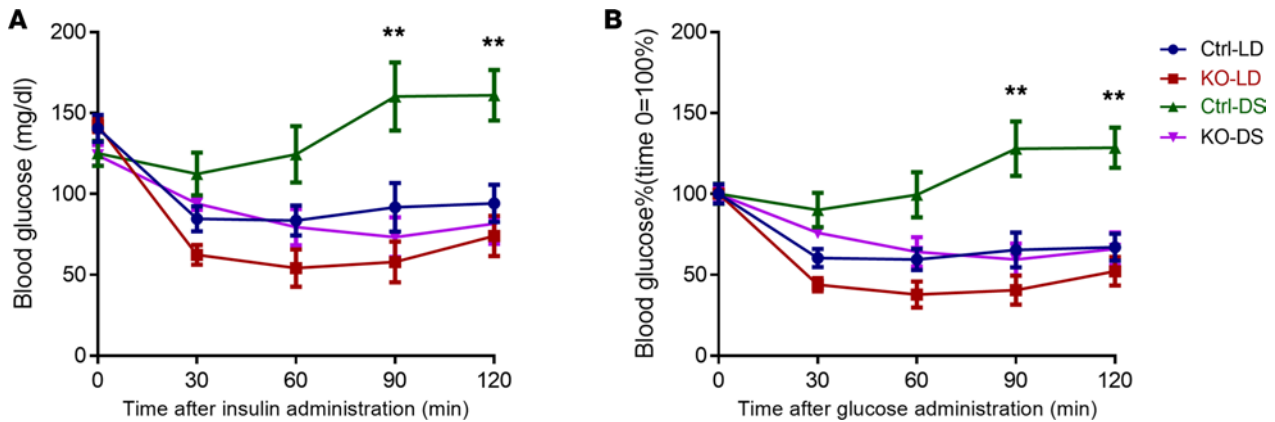 A
200
150
100
50
0
Blood glucose (mg/dl)
** **
0 30 60 90 120
Time after insulin administration (min)
B
200
150
100
50
0
Blood glucose%(time 0=100%)
** **
0 30 60 90 120
Time after glucose administration (min)
Ctrl-LD
KO-LD
Ctrl-DS
KO-DS